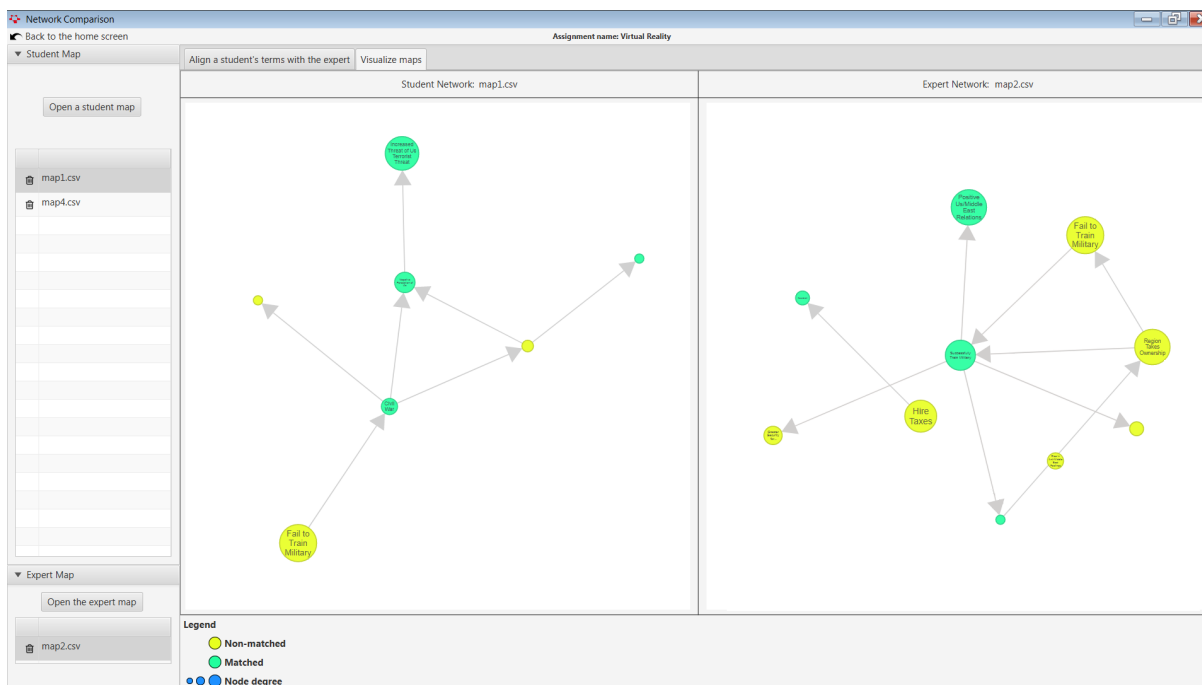 Network Comparison
Back to the home screen
Assignment name: Virtual Reality
Student Map
Align a student's terms with the expert
Visualize maps
Student Network: map1.csv
Expert Network: map2.csv
Open a student map
map1.csv
map4.csv
Increased
Threat of Us
Terrorist
Threat
Civil
War
Fail to
Train
Military
Positive
Us/Middle
East
Relations
Fail to
Train
Military
Successfully
Train Military
Region
Takes
Ownership
Hire
Taxes
Expert Map
Open the expert map
map2.csv
Legend
Non-matched
Matched
Node degree